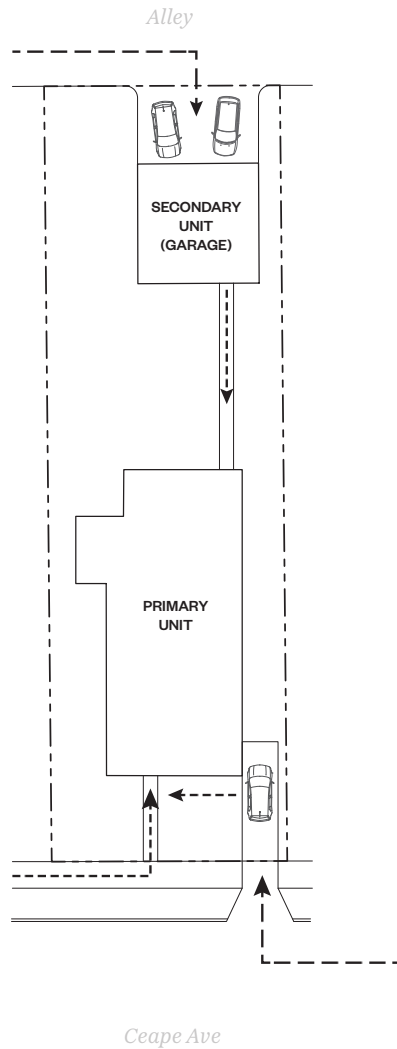 Alley
SECONDARY
UNIT
(GARAGE)
PRIMARY
UNIT
Ceape Ave